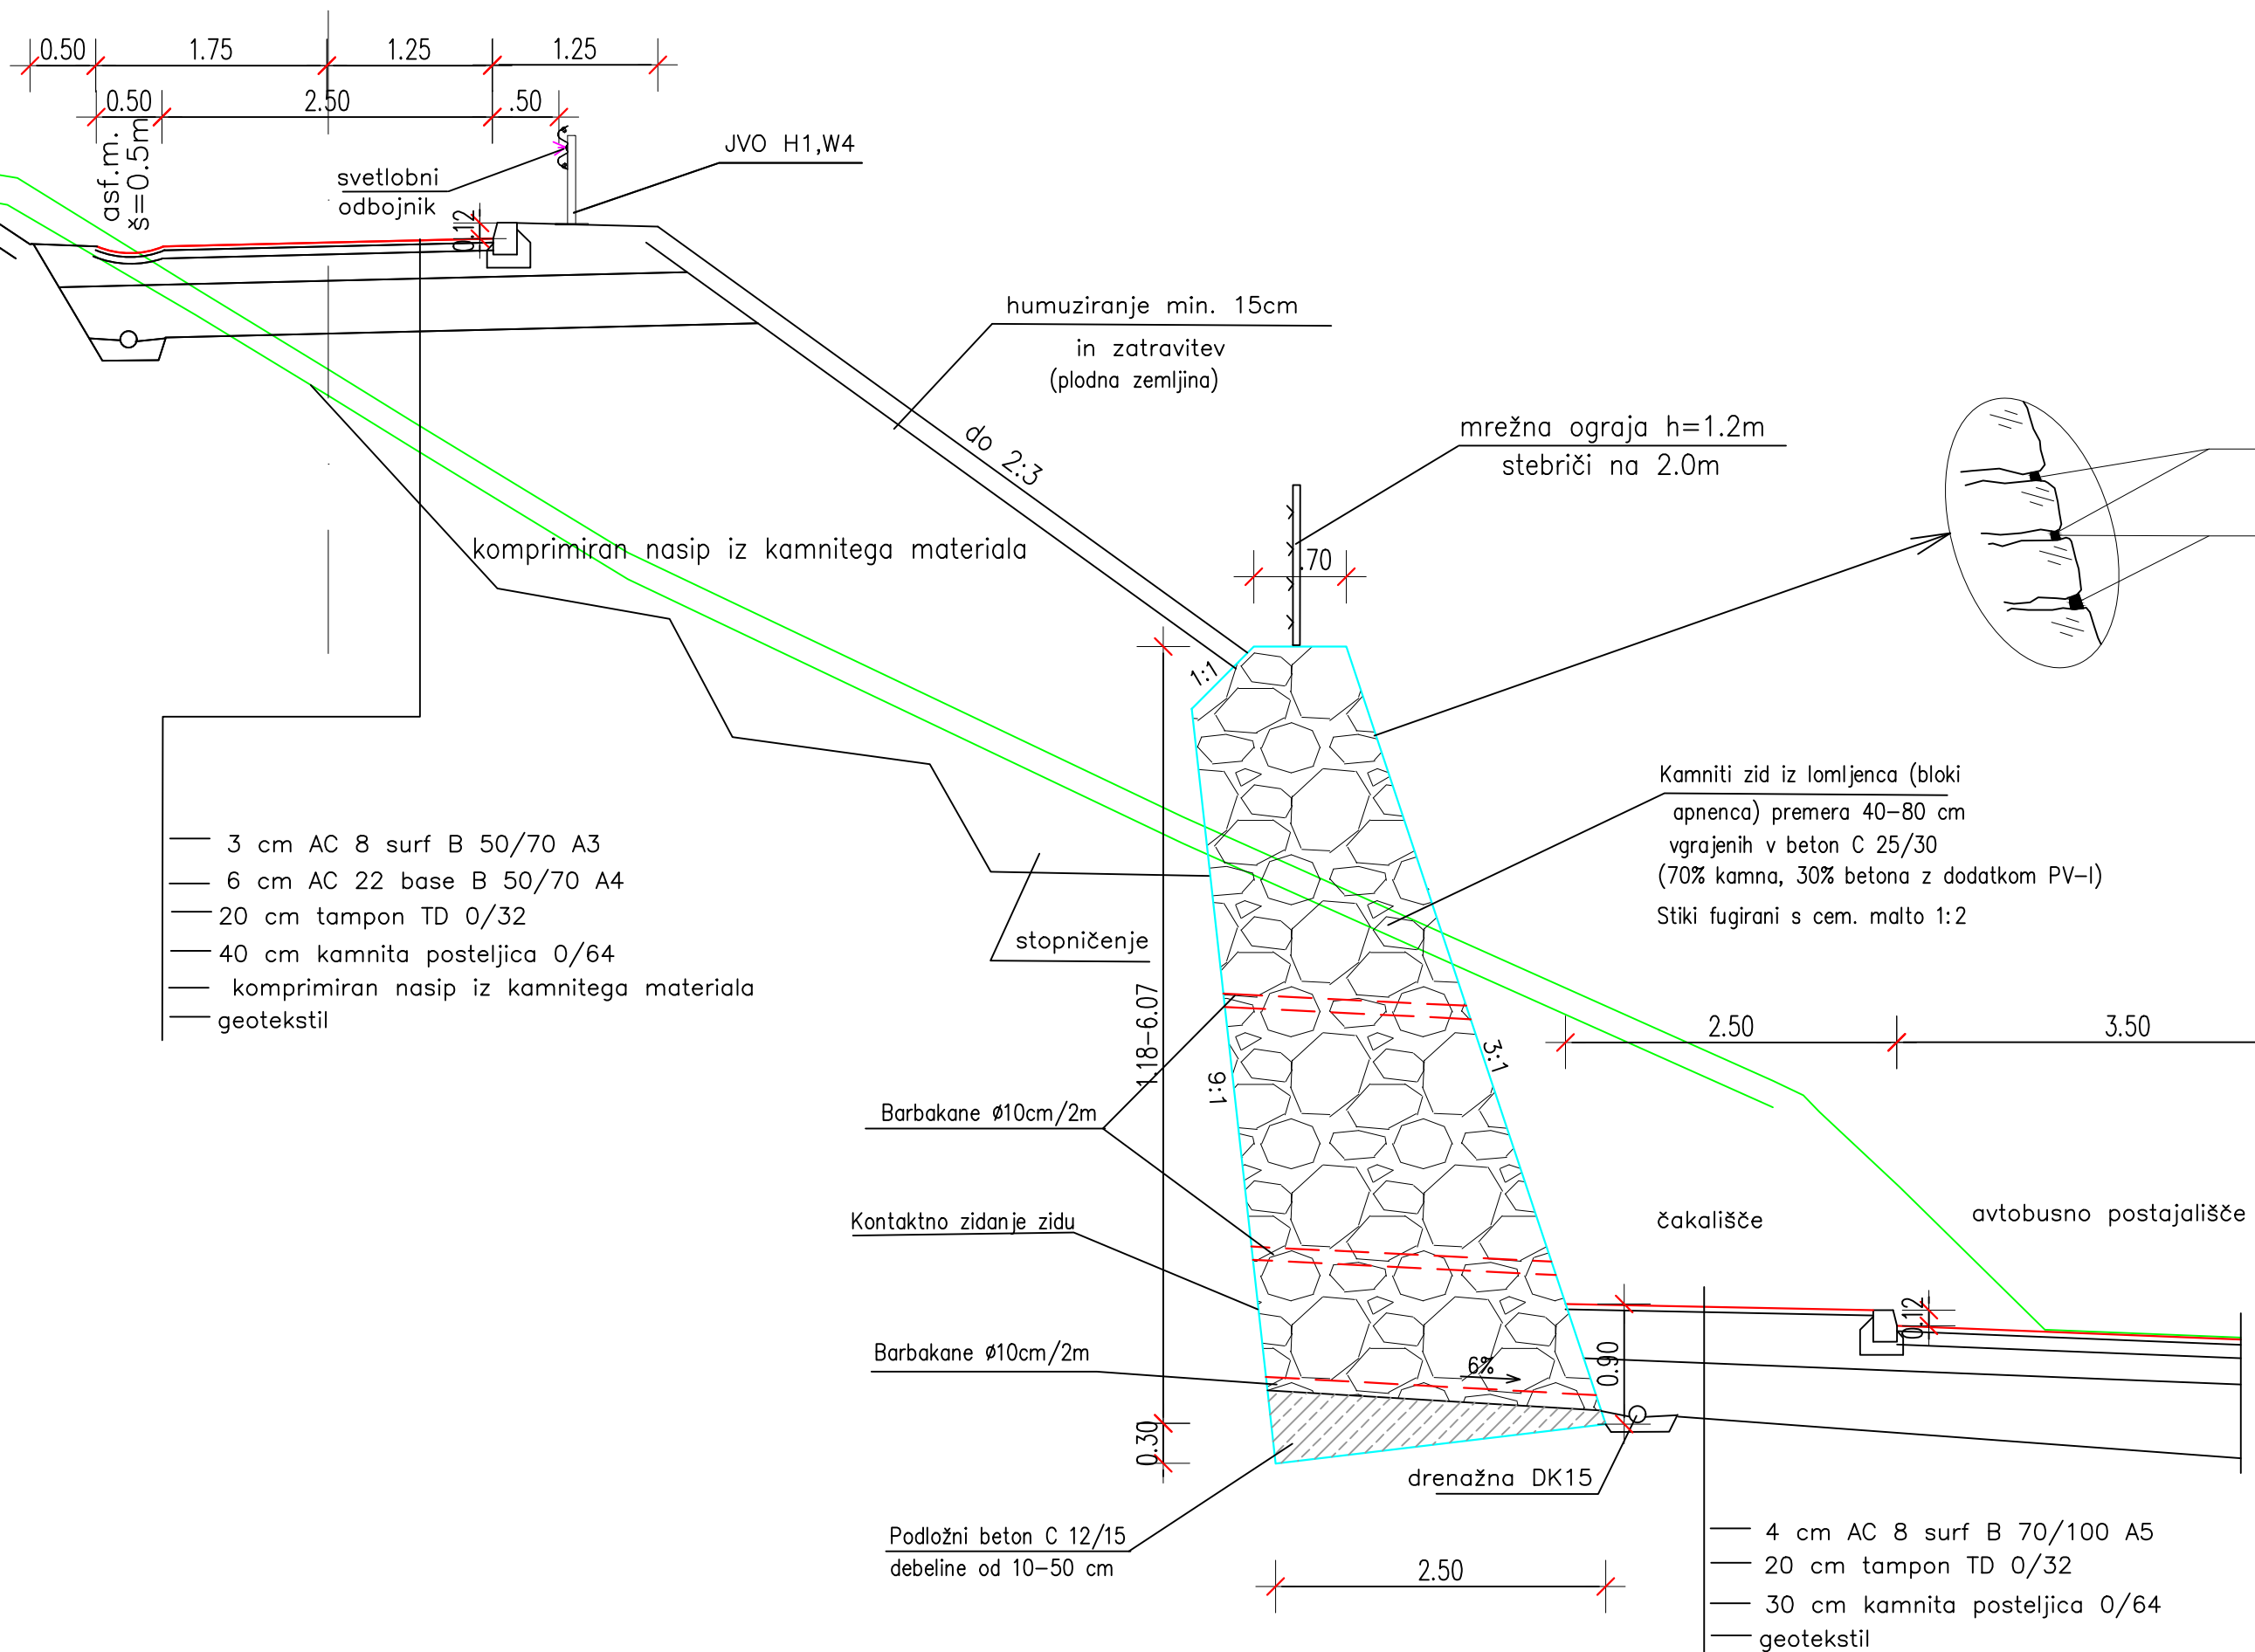 0.50 1.75 1.25 1.25
0.50 2.50 .50
asf.m.
š=0.5m
svetlobni
odbojnik
0.12
JVO H1,W4
humuziranje min. 15cm
in zatravitev
(plodna zemljina)
do 2:3
mrežna ograja h=1.2m
stebriči na 2.0m
komprimiran nasip iz kamnitega materiala
.70
1:1
Kamniti zid iz lomljenca (bloki
apnenca) premera 40-80 cm
vgrajenih v beton C 25/30
(70% kamna, 30% betona z dodatkom PV-I)
Stiki fugirani s cem. malto 1:2
3 cm AC 8 surf B 50/70 A3
6 cm AC 22 base B 50/70 A4
20 cm tampon TD 0/32
40 cm kamnita posteljica 0/64
komprimiran nasip iz kamnitega materiala
geotekstil
stopničenje
1.18-6.07
2.50 3.50
3:1
9:1
Barbakane ø10cm/2m
Kontaktno zidanje zidu
čakališče
avtobusno postajališče
0.12
Barbakane ø10cm/2m
6%
0.90
0.30
drenažna DK15
Podložni beton C 12/15
debeline od 10-50 cm
2.50
4 cm AC 8 surf B 70/100 A5
20 cm tampon TD 0/32
30 cm kamnita posteljica 0/64
geotekstil